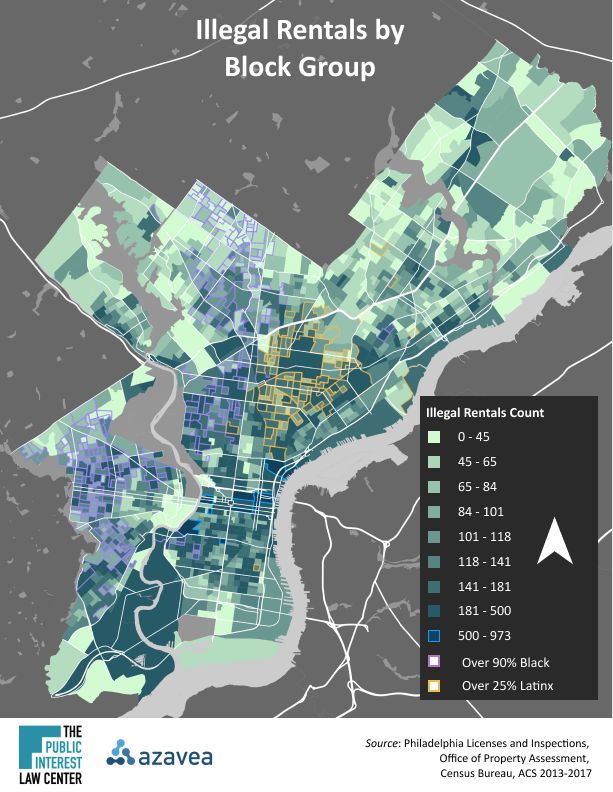 Illegal Rentals by
Block Group
Illegal Rentals Count
0 - 45
45 - 65
65 - 84
84 - 101
101 - 118
118 - 141
141 - 181
181 - 500
500 - 973
Over 90% Black
Over 25% Latinx
THE
PUBLIC
INTEREST
LAW CENTER
azavea
Source: Philadelphia Licenses and Inspections,
Office of Property Assessment,
Census Bureau, ACS 2013-2017